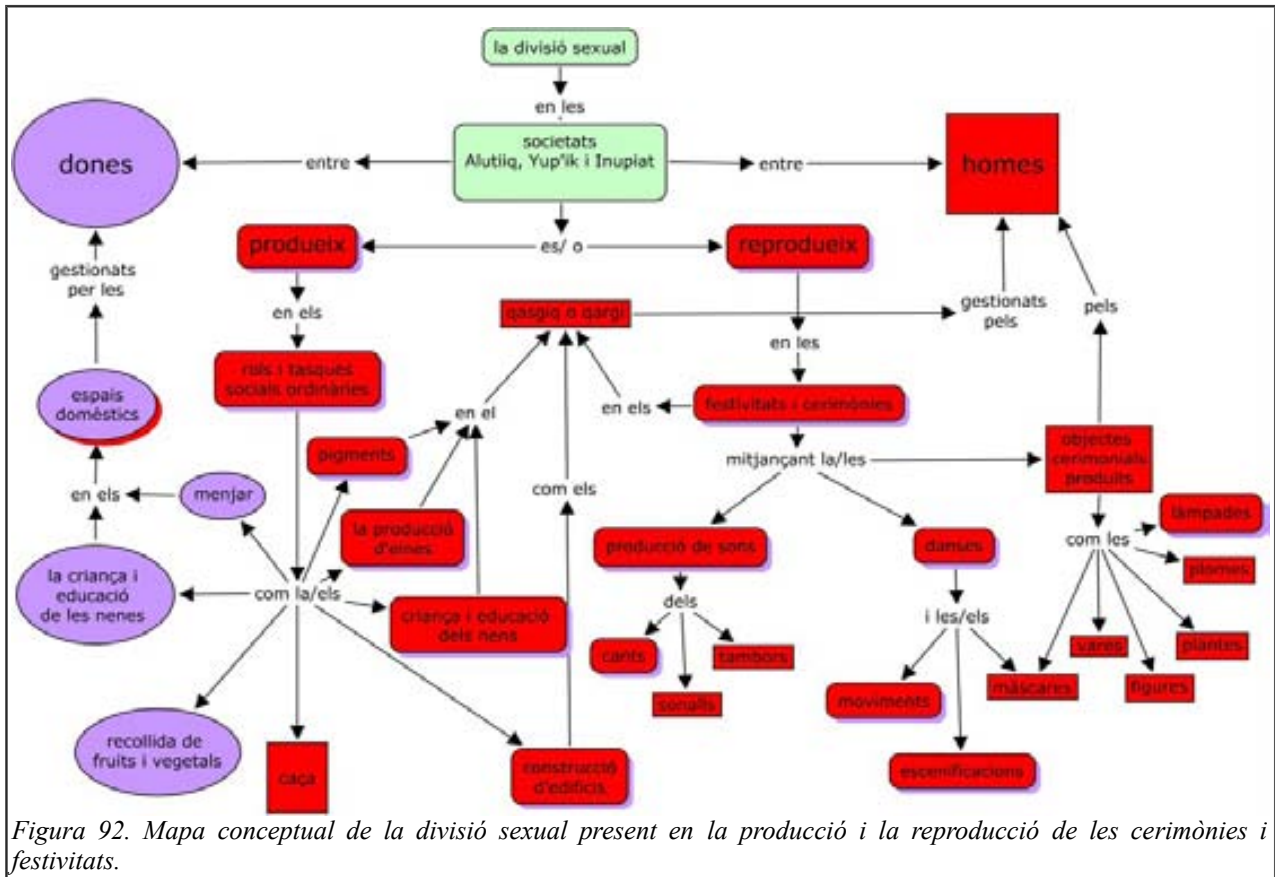 la divisió sexual
en les
societats
Alutiiq, Yup'ik i Inupiat
dones
entre
entre
homes
produeix
es/ o
reprodueix
gestionats
per les
en els
qasgiq o qargi
gestionats
pels
pels
en les
rols i tasques
socials ordinàries
espais
domèstics
en el
en els
festivitats i cerimònies
pigments
mitjançant la/les
objectes
cerimonials
produïts
en els
menjar
com els
la producció
d'eines
làmpades
producció de sons
danses
com les
plomes
la criança i
educació
de les nenes
com la/els
criança i educació
dels nens
dels
i les/els
cants
tambors
vares
plantes
sonalls
moviments
màscares
figures
recollida de
fruits i vegetals
caça
construcció
d'edificis
escenificacions
Figura 92. Mapa conceptual de la divisió sexual present en la producció i la reproducció de les cerimònies i
festivitats.